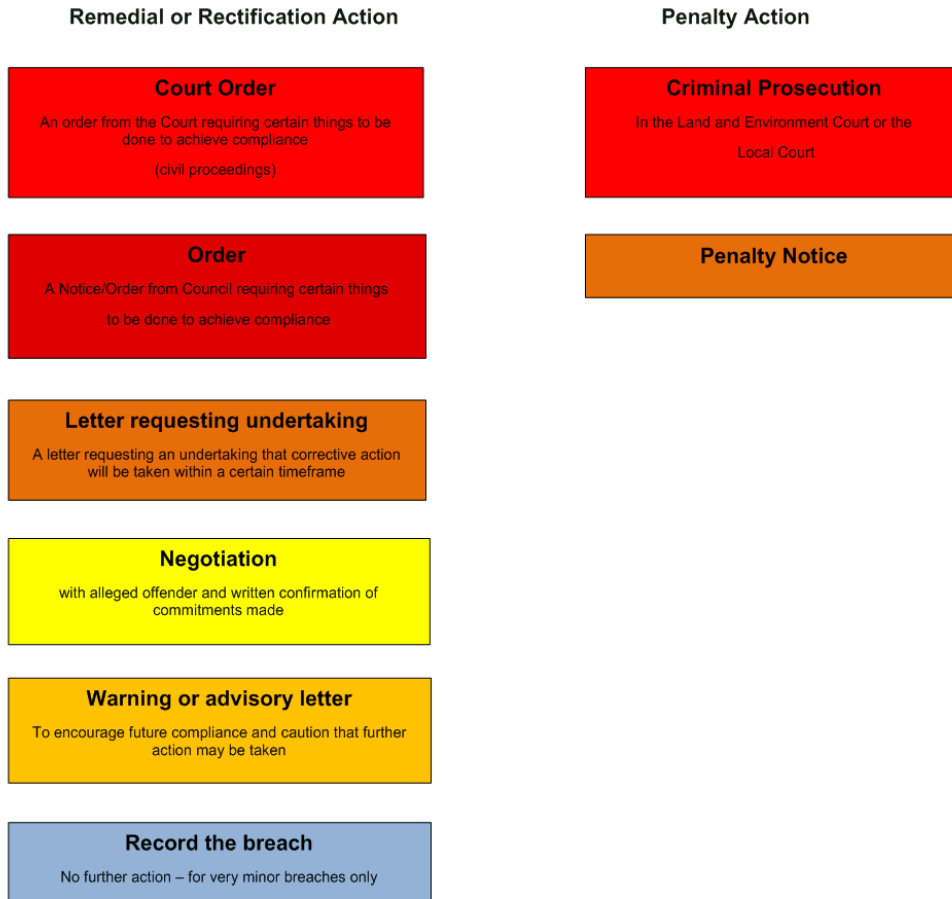 Remedial or Rectification Action
Penalty Action
Court Order
An order from the Court requiring certain things to be
done to achieve compliance
(civil proceedings)
Criminal Prosecution
In the Land and Environment Court or the
Local Court
Order
A Notice/Order from Council requiring certain things
to be done to achieve compliance
Penalty Notice
Letter requesting undertaking
A letter requesting an undertaking that corrective action
will be taken within a certain timeframe
Negotiation
with alleged offender and written confirmation of
commitments made
Warning or advisory letter
To encourage future compliance and caution that further
action may be taken
Record the breach
No further action – for very minor breaches only